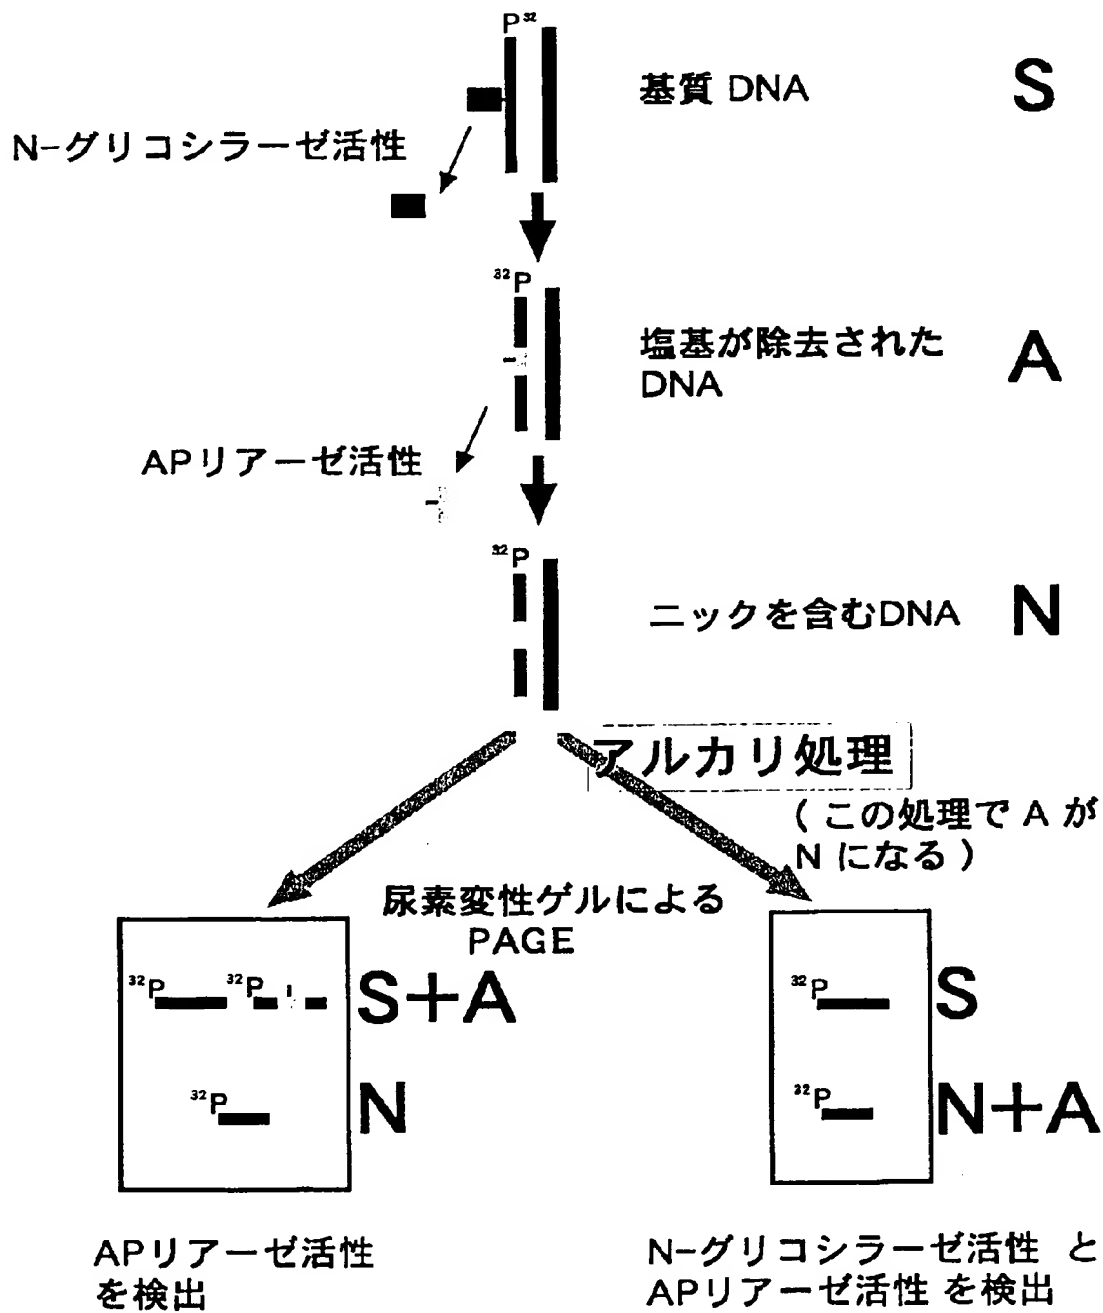 P³²
基質 DNA
S
N-グリコシラーゼ活性
³²P
塩基が除去された
DNA
A
APリアーゼ活性
³²P
ニックを含むDNA
N
アルカリ処理
( この処理で A が
N になる )
尿素変性ゲルによる
PAGE
³²P ³²P
S+A
³²P
N
³²P
S
³²P
N+A
APリアーゼ活性
を検出
N-グリコシラーゼ活性 と
APリアーゼ活性 を検出